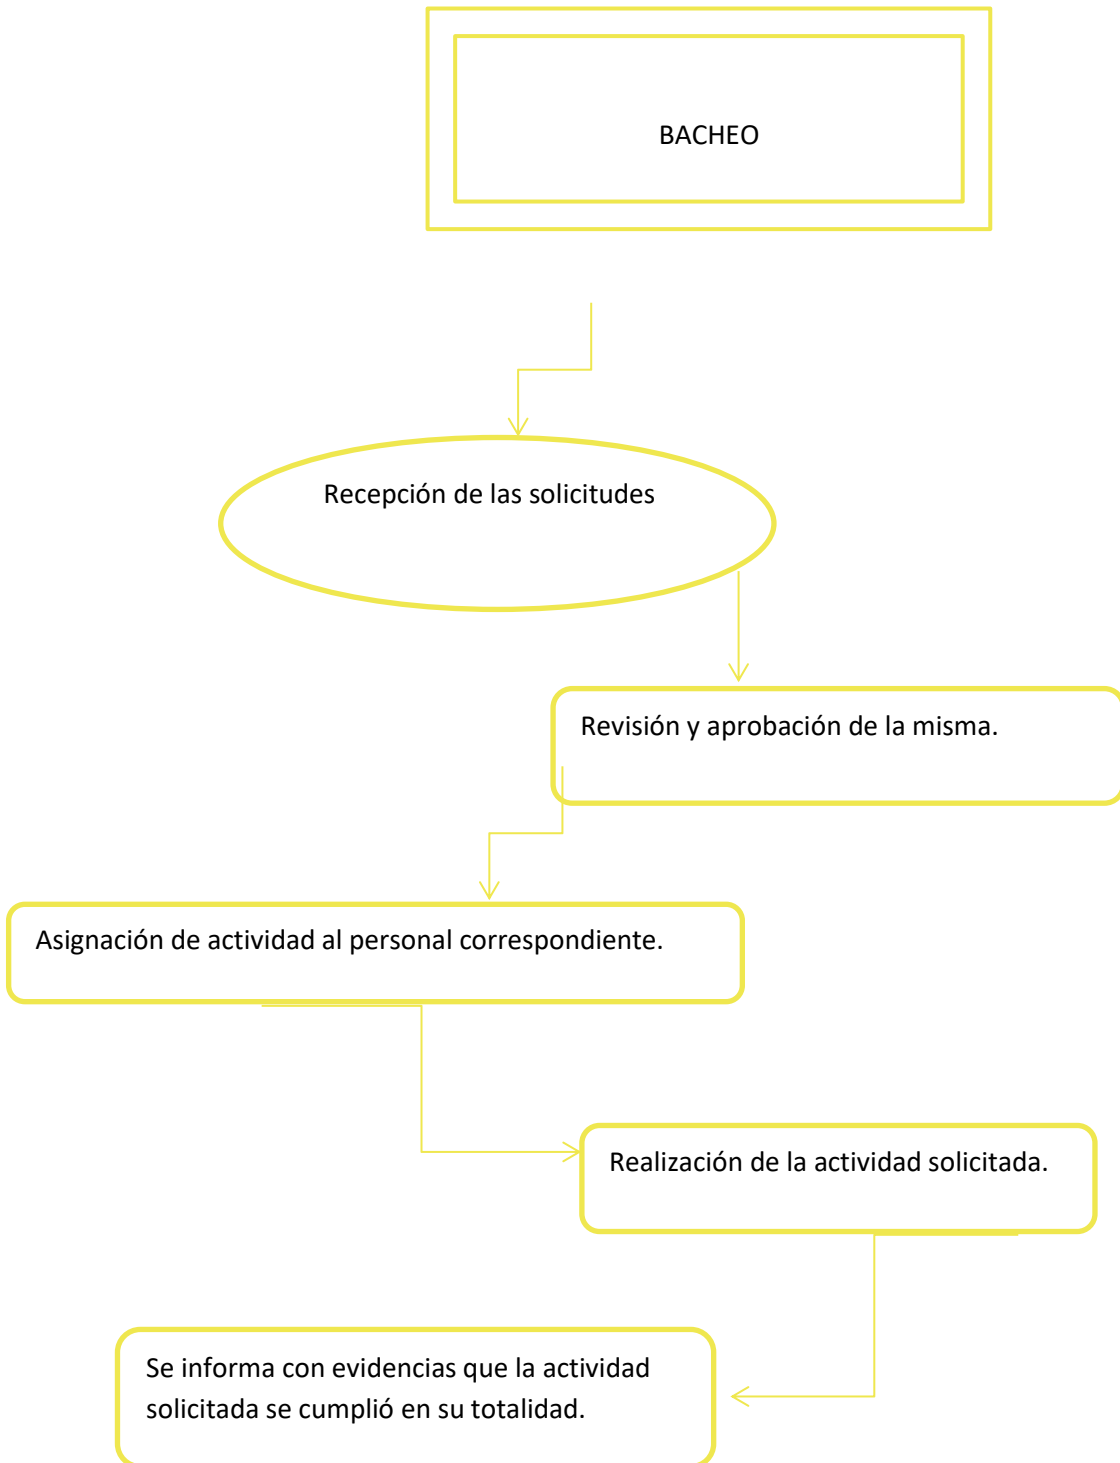 BACHEO
Recepción de las solicitudes
Revisión y aprobación de la misma.
Asignación de actividad al personal correspondiente.
Realización de la actividad solicitada.
Se informa con evidencias que la actividad
solicitada se cumplió en su totalidad.